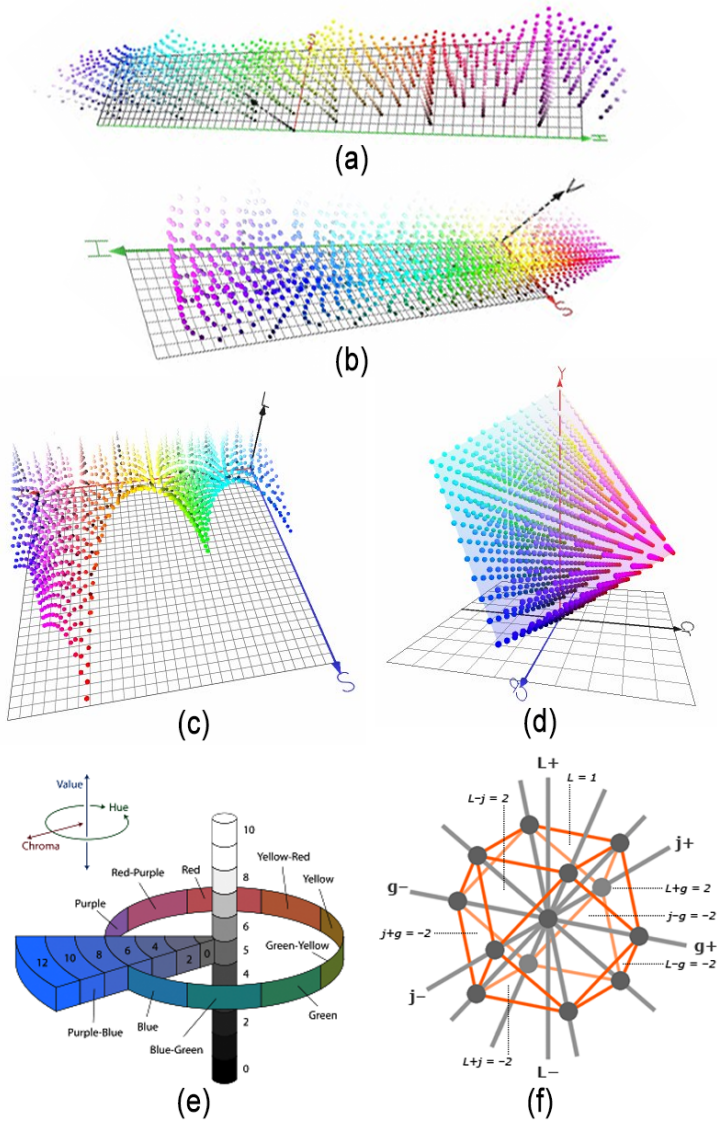 S
H
(a)
Y
H
S
(b)
L
S
(c)
Y
(d)
Value
Hue
Chroma
10
8
6
5
4
2
0
Red-Purple
Red
Yellow-Red
Purple
Yellow
Green-Yellow
12
10
8
6
4
2
0
Purple-Blue
Blue
Blue-Green
Green
(e)
L+
L = 1
L−j = 2
j+
g−
L+g = 2
j+g = −2
j−g = −2
g+
L−g = −2
j−
L+j = −2
L−
(f)